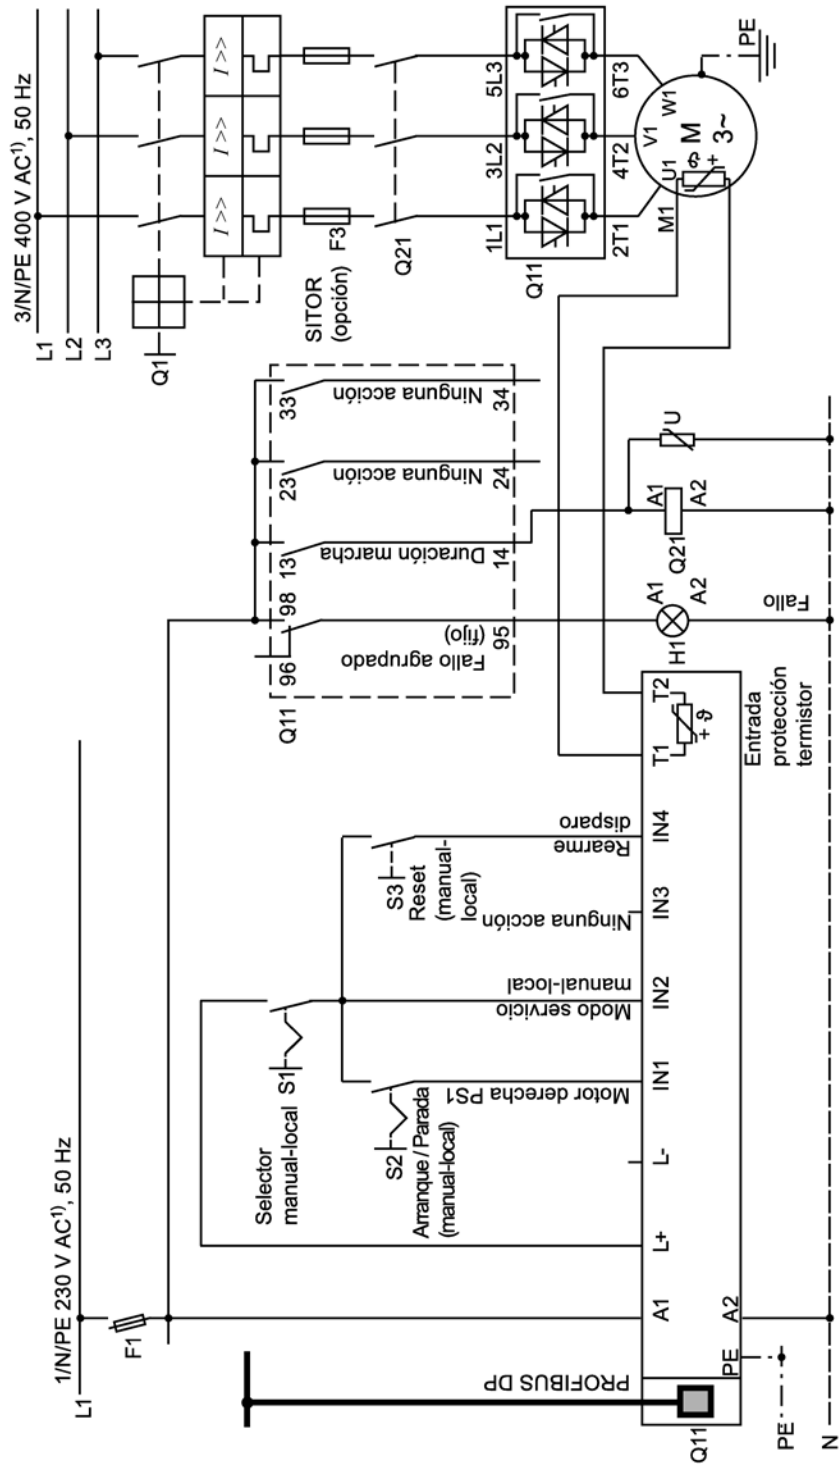 1/N/PE 230 V AC1), 50 Hz
L1
F1
Selector
manual-local
S1
S2
Arranque / Parada
(manual-local)
S3
Reset
(manual-
local)
PROFIBUS DP
Motor derecha PS1
Modo servicio
manual-local
Ninguna acción
Rearme
disparo
A1
L+
L-
IN1
IN2
IN3
IN4
T1
T2
+ ϑ
Q11
PE
A2
Entrada
protección
termistor
PE
N
Q11
96
98
13
23
33
Fallo agrupado
(fijo)
Duración marcha
Ninguna acción
Ninguna acción
95
14
24
34
H1
A1
A2
Fallo
Q21
A1
A2
U
3/N/PE 400 V AC1), 50 Hz
L1
L2
L3
Q1
I >>
I >>
I >>
SITOR
(opción)
F3
Q21
Q11
1L1
3L2
5L3
2T1
4T2
6T3
M1
U1
V1
W1
ϑ
+
M
3~
PE